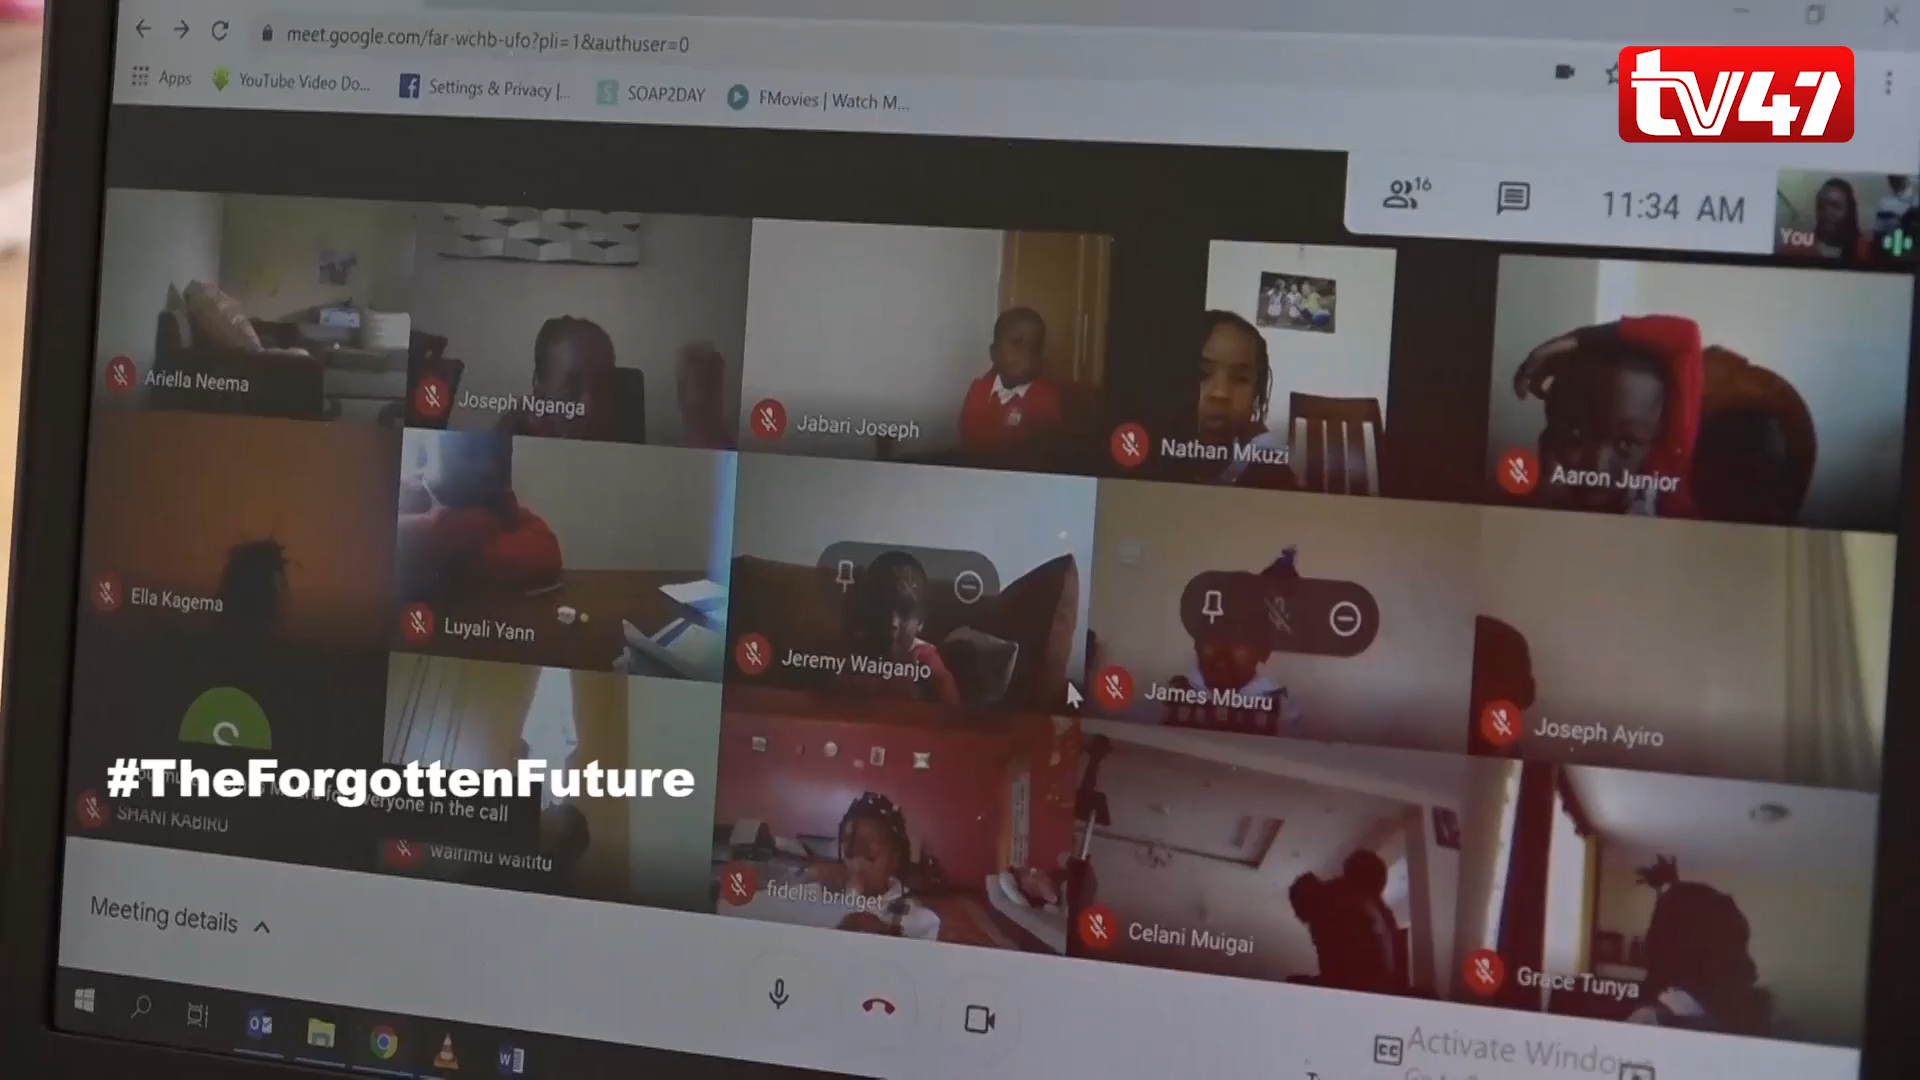 meet.google.com/far-wchb-ufo?pli=1&authuser=0
Apps
YouTube Video Do...
Settings & Privacy |...
SOAP2DAY
FMovies | Watch M...
tv47
16
11:34 AM
You
Ariella Neema
Joseph Nganga
Jabari Joseph
Nathan Mkuzi
Aaron Junior
Ella Kagema
Luyali Yann
Jeremy Waiganjo
James Mburu
Joseph Ayiro
#TheForgottenFuture
everyone in the call
SHANI KABIRU
wairimu waititu
fidelis bridget
Celani Muigai
Grace Tunya
Meeting details
CC
Activate Windows